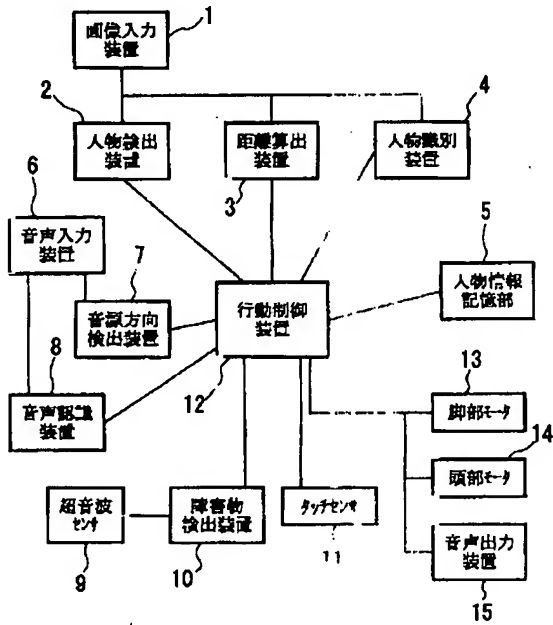 1
画像入力
装置
2
人物検出
装置
距離算出
装置
3
4
人物識別
装置
5
人物情報
記憶部
6
音声入力
装置
7
音源方向
検出装置
8
音声認識
装置
行動制御
装置
12
13
脚部モータ
14
頭部モータ
音声出力
装置
15
超音波
センサ
9
障害物
検出装置
10
タッチセンサ
11